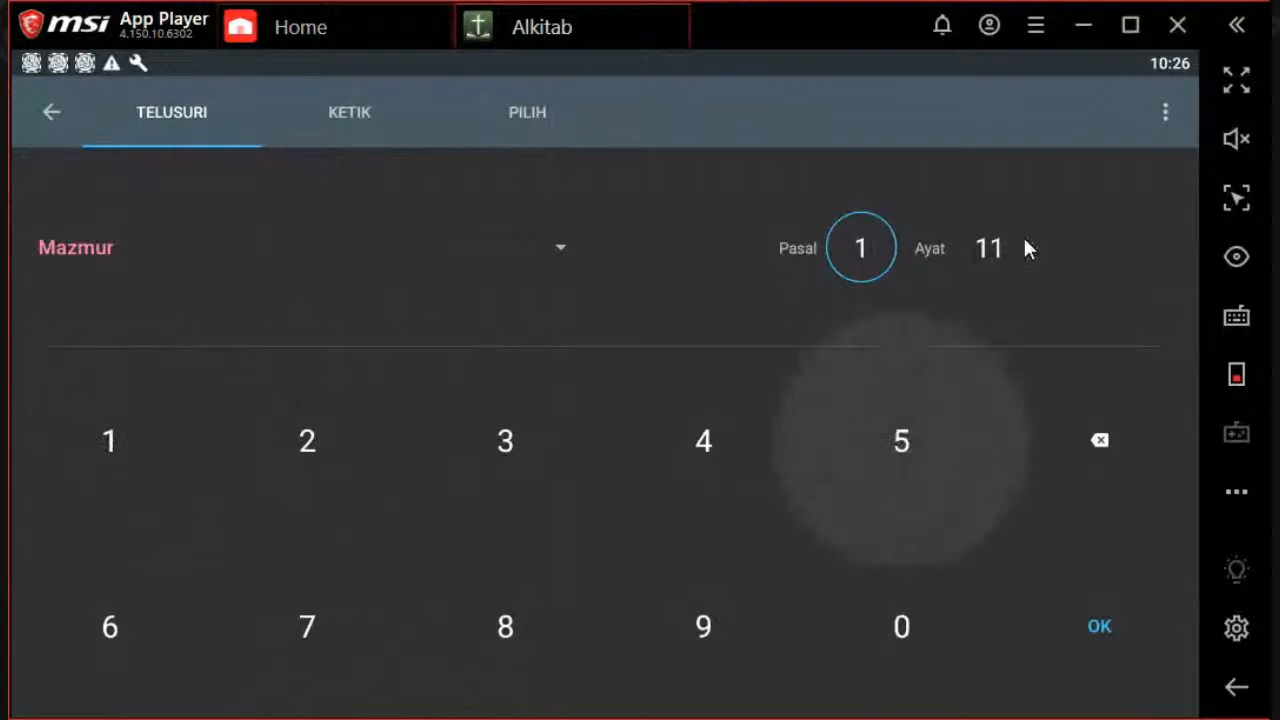 msi App Player
4.150.10.6302
Home
Alkitab
10:26
TELUSURI KETIK PILIH
Mazmur Pasal 1 Ayat 11
1 2 3 4 5
6 7 8 9 0 OK